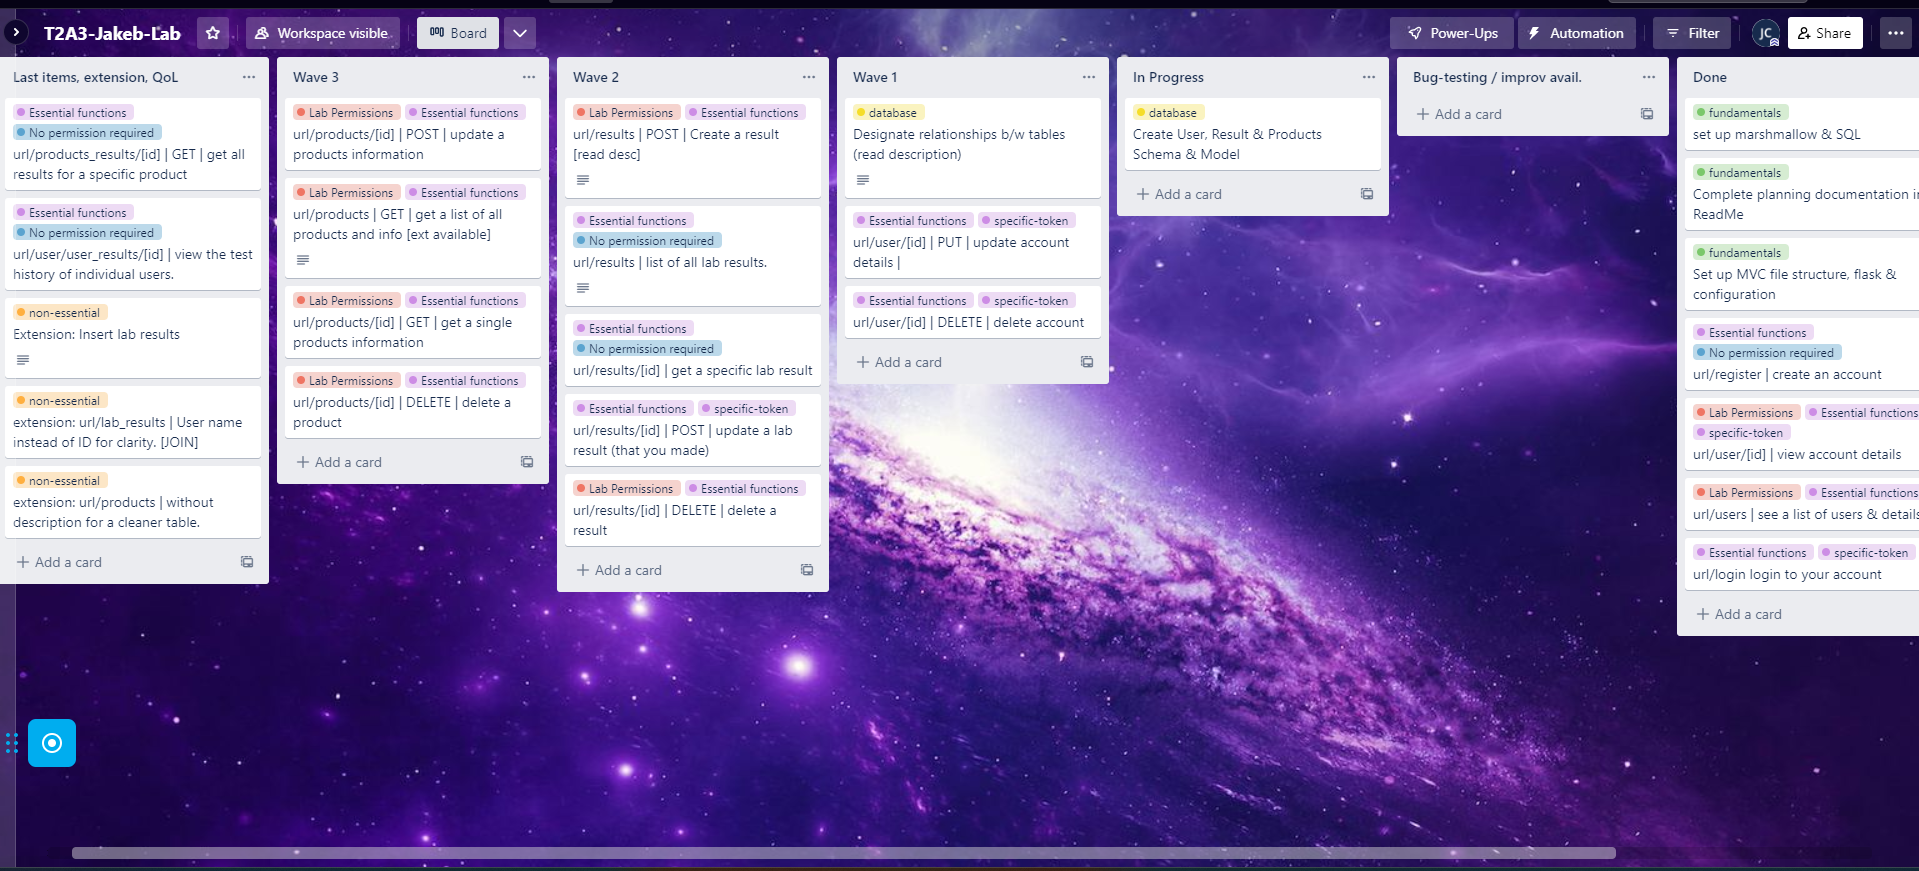 T2A3-Jakeb-Lab
Workspace visible
Board
Power-Ups
Automation
Filter
JC
Share
Last items, extension, QoL
Essential functions
No permission required
url/products_results/[id] | GET | get all
results for a specific product
Essential functions
No permission required
url/user/user_results/[id] | view the test
history of individual users.
non-essential
Extension: Insert lab results
non-essential
extension: url/lab_results | User name
instead of ID for clarity. [JOIN]
non-essential
extension: url/products | without
description for a cleaner table.
+ Add a card
Wave 3
Lab Permissions Essential functions
url/products/[id] | POST | update a
products information
Lab Permissions Essential functions
url/products | GET | get a list of all
products and info [ext available]
Lab Permissions Essential functions
url/products/[id] | GET | get a single
products information
Lab Permissions Essential functions
url/products/[id] | DELETE | delete a
product
+ Add a card
Wave 2
Lab Permissions Essential functions
url/results | POST | Create a result
[read desc]
Essential functions
No permission required
url/results | list of all lab results.
Essential functions
No permission required
url/results/[id] | get a specific lab result
Essential functions specific-token
url/results/[id] | POST | update a lab
result (that you made)
Lab Permissions Essential functions
url/results/[id] | DELETE | delete a
result
+ Add a card
Wave 1
database
Designate relationships b/w tables
(read description)
Essential functions specific-token
url/user/[id] | PUT | update account
details |
Essential functions specific-token
url/user/[id] | DELETE | delete account
+ Add a card
In Progress
database
Create User, Result & Products
Schema & Model
+ Add a card
Bug-testing / improv avail.
+ Add a card
Done
fundamentals
set up marshmallow & SQL
fundamentals
Complete planning documentation in
ReadMe
fundamentals
Set up MVC file structure, flask &
configuration
Essential functions
No permission required
url/register | create an account
Lab Permissions Essential functions
specific-token
url/user/[id] | view account details
Lab Permissions Essential functions
url/users | see a list of users & details
Essential functions specific-token
url/login login to your account
+ Add a card